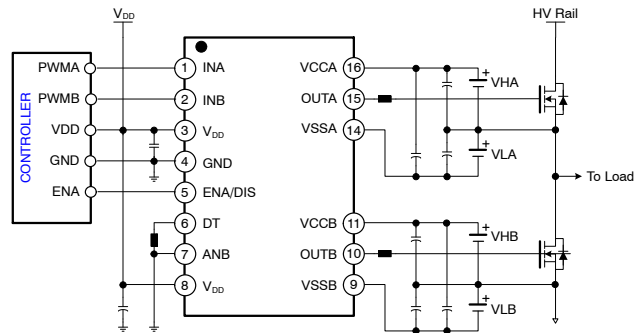 VDD
HV Rail
CONTROLLER
PWMA
PWMB
VDD
GND
ENA
1 INA
2 INB
3 VDD
4 GND
5 ENA/DIS
6 DT
7 ANB
8 VDD
VCCA 16
OUTA 15
VSSA 14
VCCB 11
OUTB 10
VSSB 9
+ VHA
+ VLA
+ VHB
+ VLB
To Load